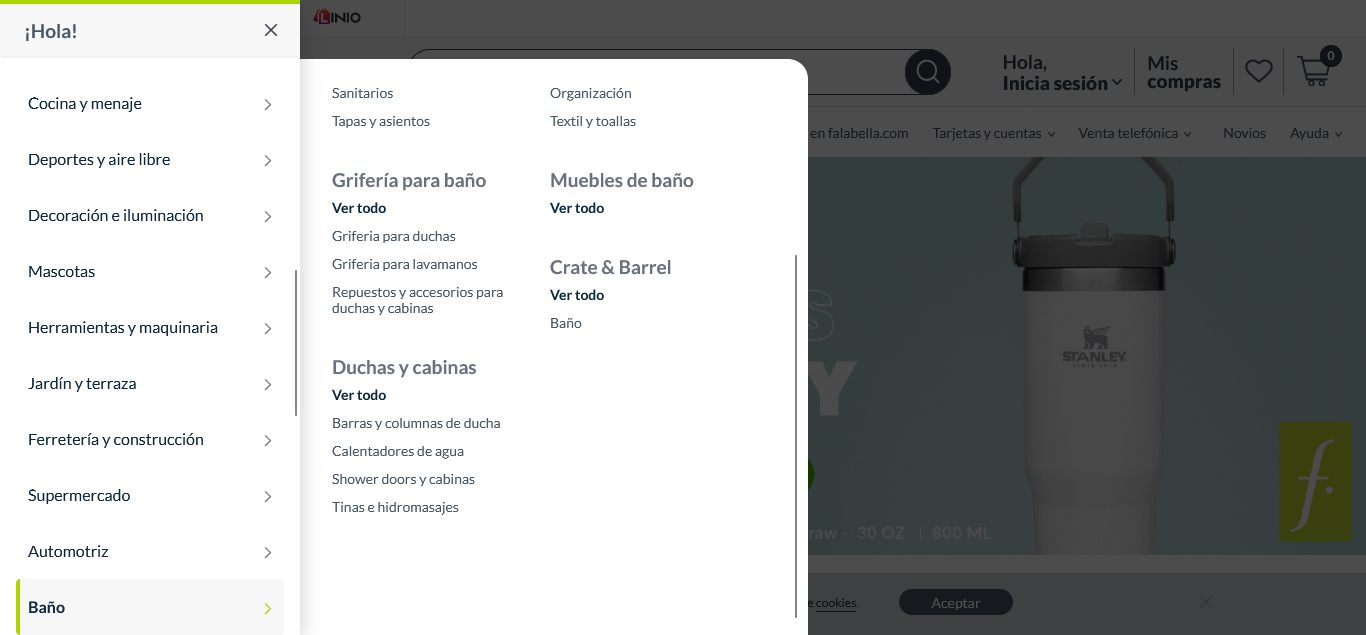 ¡Hola!
Cocina y menaje
Deportes y aire libre
Decoración e iluminación
Mascotas
Herramientas y maquinaria
Jardín y terraza
Ferretería y construcción
Supermercado
Automotriz
Baño
Sanitarios
Tapas y asientos
Grifería para baño
Ver todo
Griferia para duchas
Griferia para lavamanos
Repuestos y accesorios para
duchas y cabinas
Duchas y cabinas
Ver todo
Barras y columnas de ducha
Calentadores de agua
Shower doors y cabinas
Tinas e hidromasajes
Organización
Textil y toallas
Muebles de baño
Ver todo
Crate & Barrel
Ver todo
Baño
LINIO
Hola,
Inicia sesión
Mis
compras
0
en falabella.com
Tarjetas y cuentas
Venta telefónica
Novios
Ayuda
S
Y
STANLEY
raw - 30 OZ | 800 ML
f.
cookies.
Aceptar